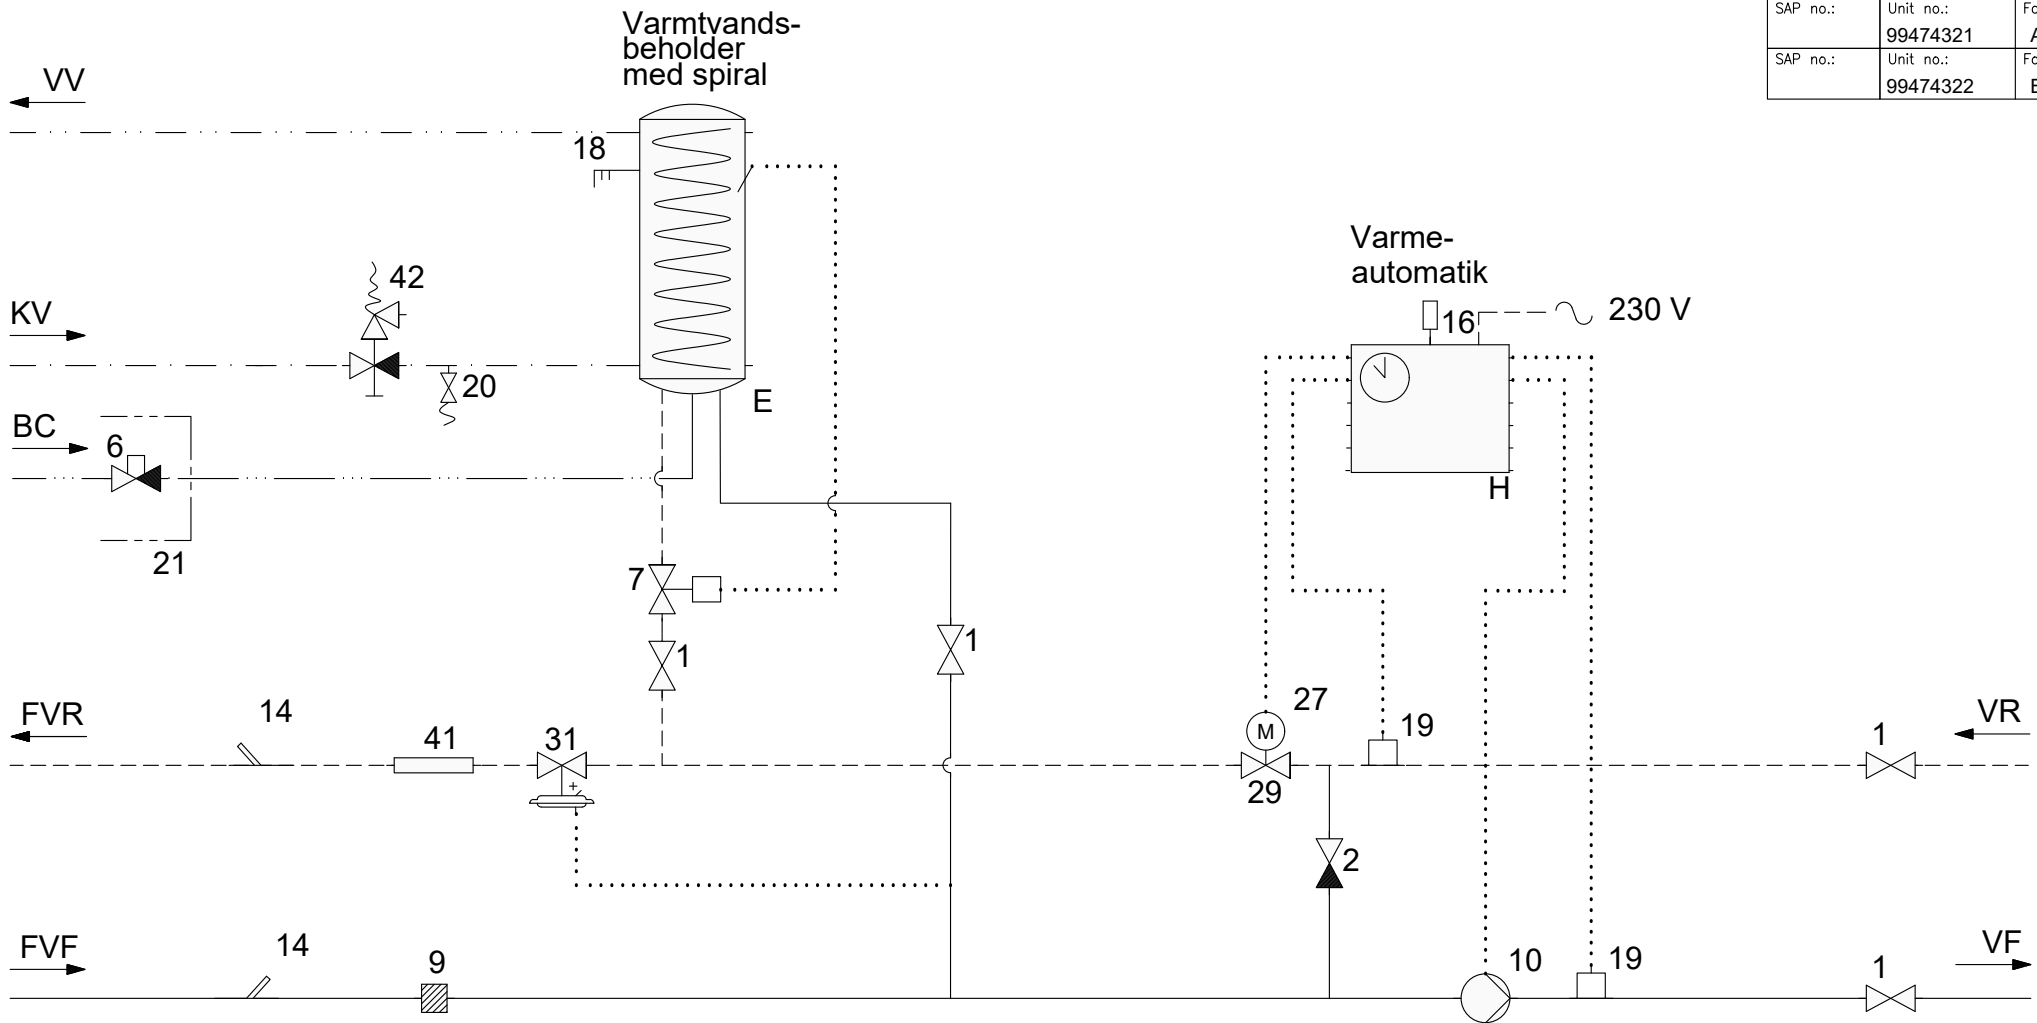 SAP no.: Unit no.: Fo
99474321 A
SAP no.: Unit no.: Fo
99474322
Varmtvands-
beholder
med spiral
VV
18
KV
42
20
E
BC
6
21
7
1
1
Varme-
automatik
16
230 V
H
FVR
14
41
31
27
M
29
19
1
VR
2
FVF
14
9
10
19
1
VF